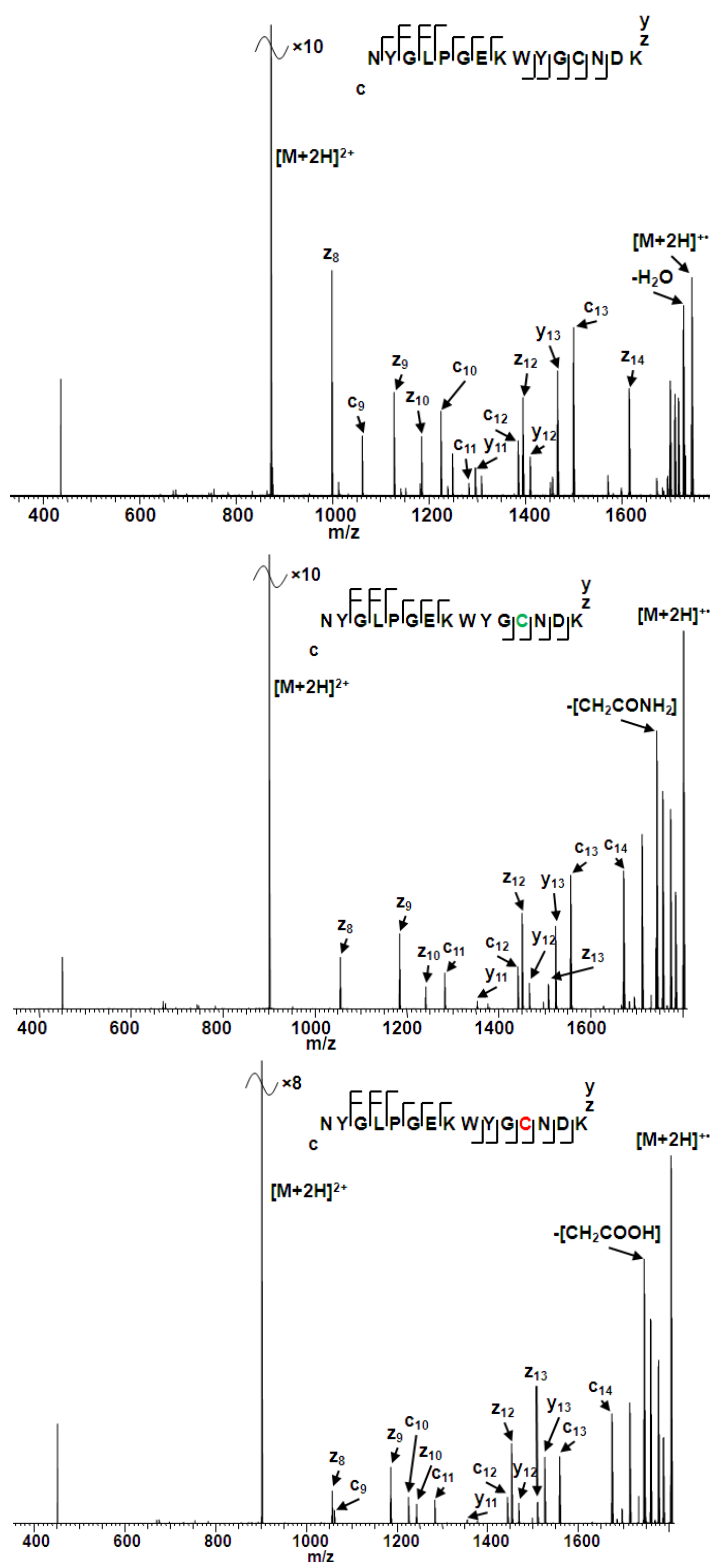 y
×10
z
NYGLPGEKWYGCNDK
c
[M+2H]²⁺
[M+2H]⁺•
z₈
-H₂O
c₁₃
y₁₃
z₉
c₁₀
z₁₂
z₁₄
z₁₀
c₉
c₁₂
y₁₂
c₁₁
y₁₁
400 600 800 1000 1200 1400 1600
m/z
×10
y
z
NYGLPGEKWYGCNDK
[M+2H]⁺•
c
[M+2H]²⁺
-[CH₂CONH₂]
c₁₃
c₁₄
z₁₂
y₁₃
z₉
c₁₂
y₁₂
z₈
z₁₀
c₁₁
z₁₃
y₁₁
400 600 800 1000 1200 1400 1600
m/z
×8
y
z
NYGLPGEKWYGCNDK
[M+2H]⁺•
c
[M+2H]²⁺
-[CH₂COOH]
z₁₃
c₁₄
z₁₂
y₁₃
c₁₀
z₉
z₁₀
c₁₃
z₈
c₁₁
c₁₂
y₁₂
c₉
y₁₁
400 600 800 1000 1200 1400 1600
m/z